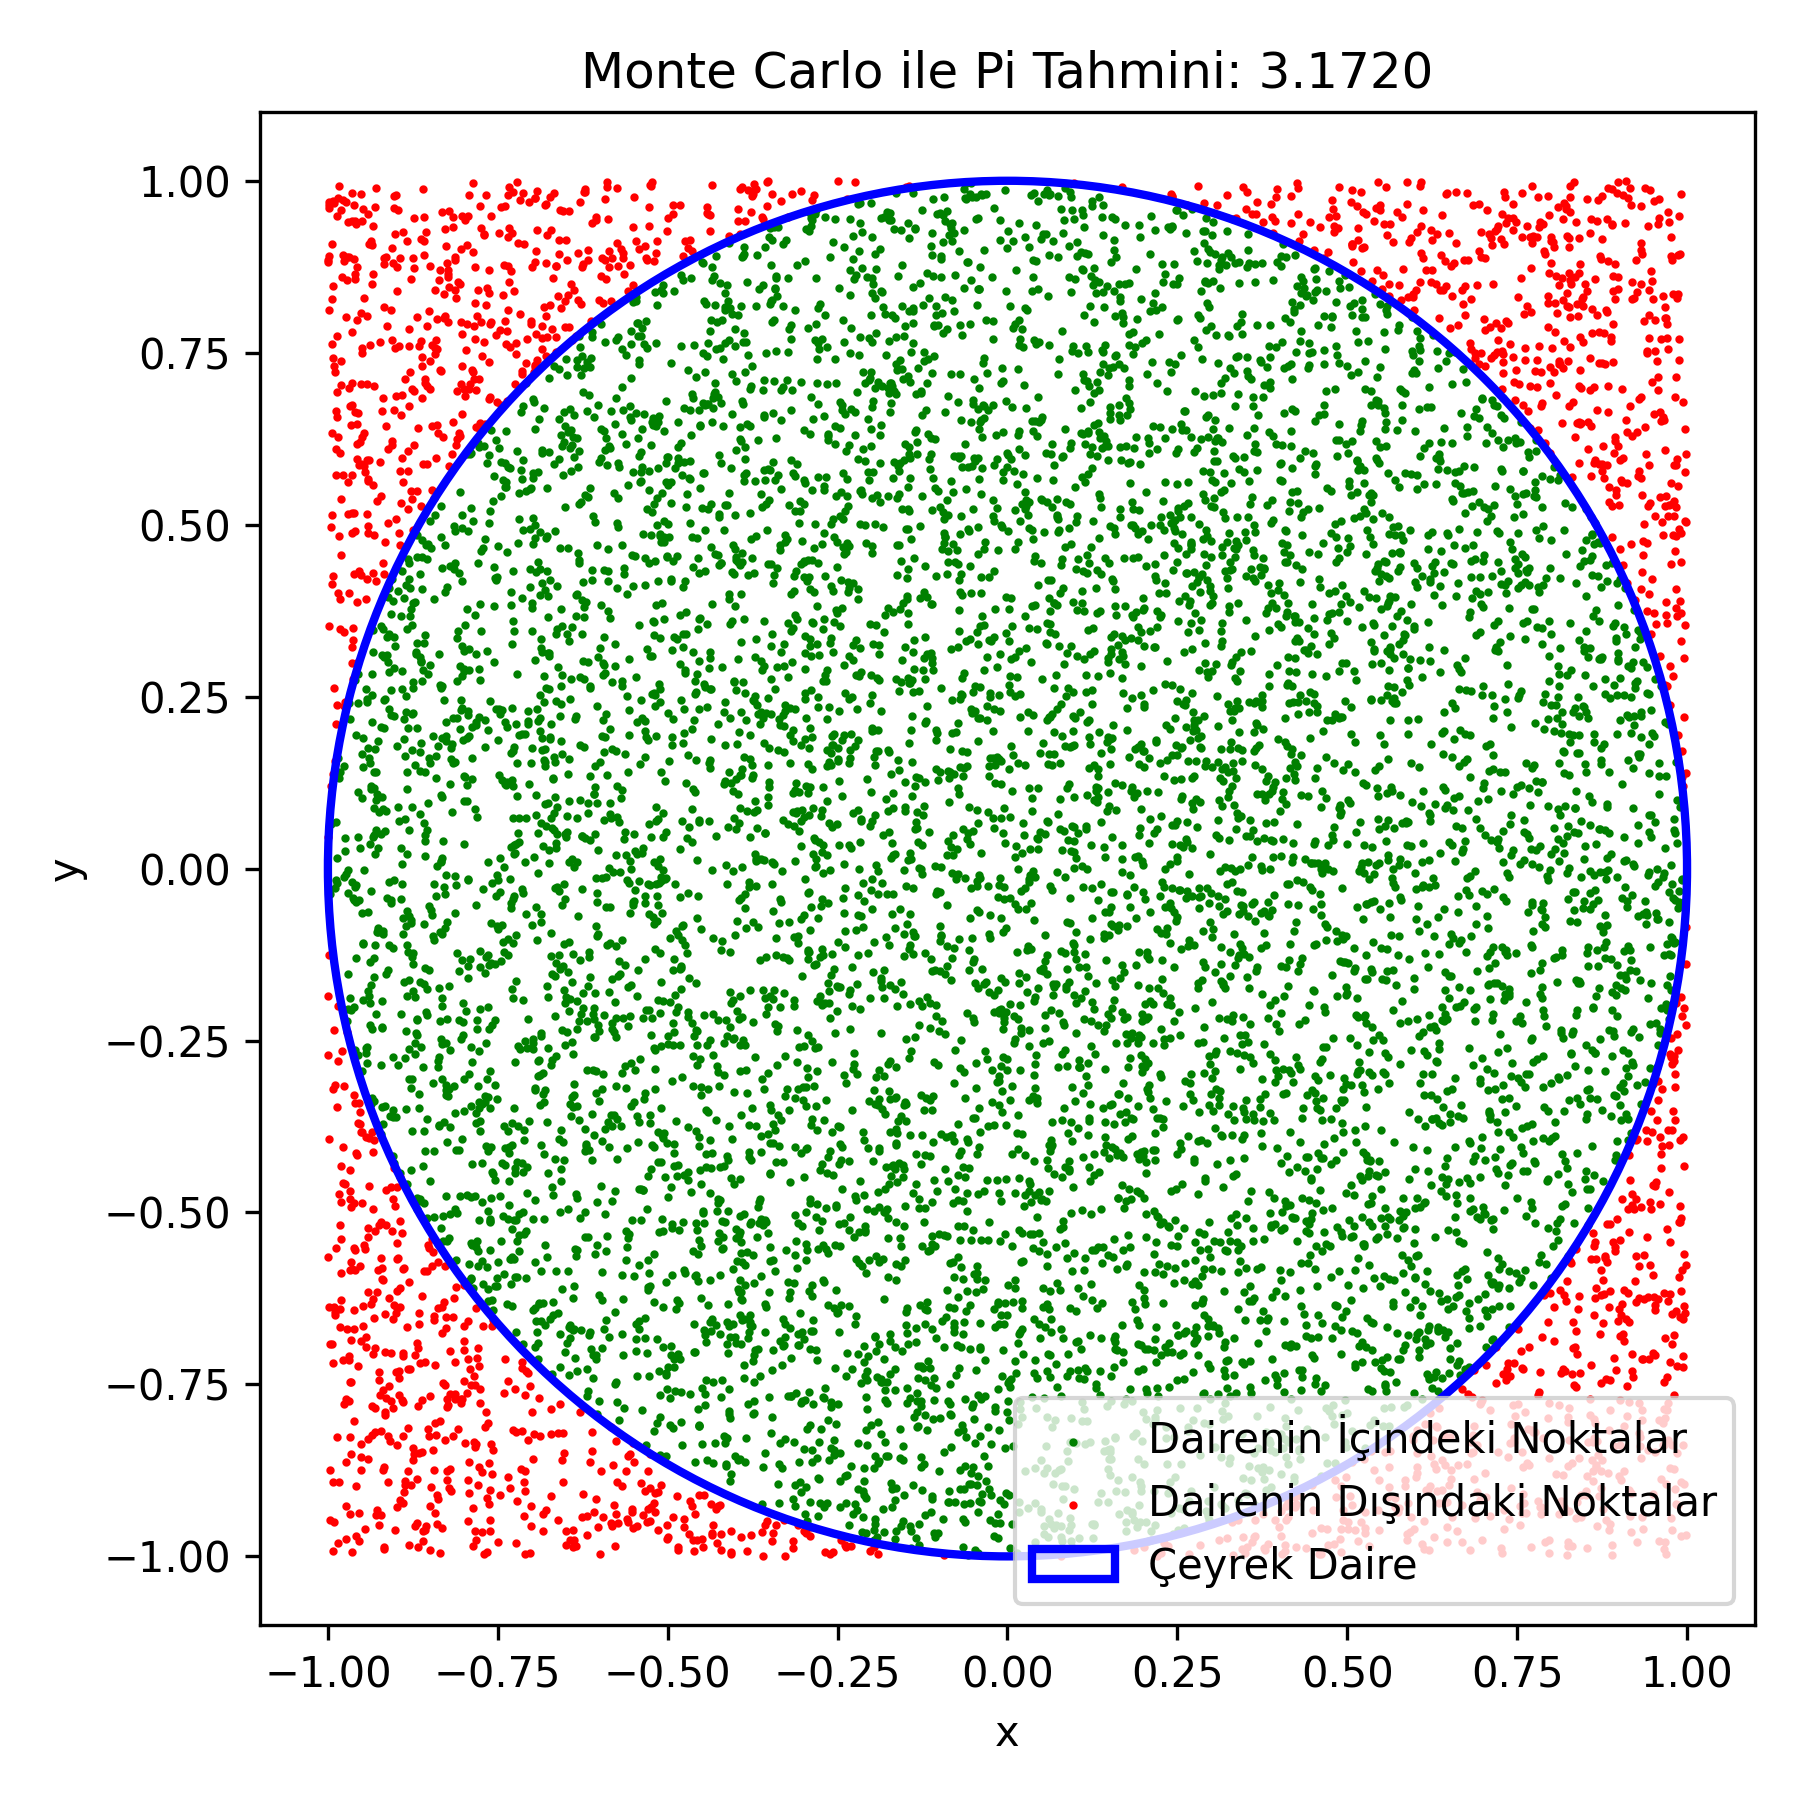 Monte Carlo ile Pi Tahmini: 3.1720
1.00
0.75
0.50
0.25
0.00
−0.25
−0.50
−0.75
−1.00
y
Dairenin İçindeki Noktalar
Dairenin Dışındaki Noktalar
Çeyrek Daire
−1.00 −0.75 −0.50 −0.25 0.00 0.25 0.50 0.75 1.00
x